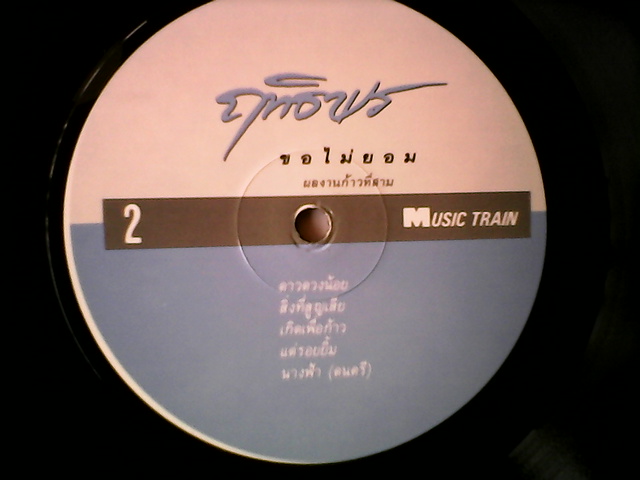 ฤทธิพร
ขอไม่ยอม
ผลงานก้าวที่สาม
2
MUSIC TRAIN
ดาวดวงน้อย
สิ่งที่สูญเสีย
เกิดเพื่อก้าว
แด่รอยยิ้ม
นางฟ้า (ดนตรี)